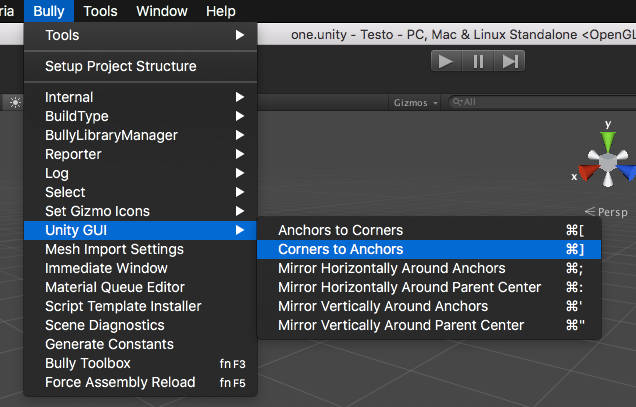 ria Bully Tools Window Help
one.unity - Testo - PC, Mac & Linux Standalone <OpenGL
Tools
Setup Project Structure
Gizmos All
Internal
BuildType
BullyLibraryManager
Reporter
Log
Select
Set Gizmo Icons
Unity GUI
Mesh Import Settings
Immediate Window
Material Queue Editor
Script Template Installer
Scene Diagnostics
Generate Constants
Bully Toolbox fn F3
Force Assembly Reload fn F5
y
x
Persp
Anchors to Corners ⌘[
Corners to Anchors ⌘]
Mirror Horizontally Around Anchors ⌘;
Mirror Horizontally Around Parent Center ⌘:
Mirror Vertically Around Anchors ⌘'
Mirror Vertically Around Parent Center ⌘"